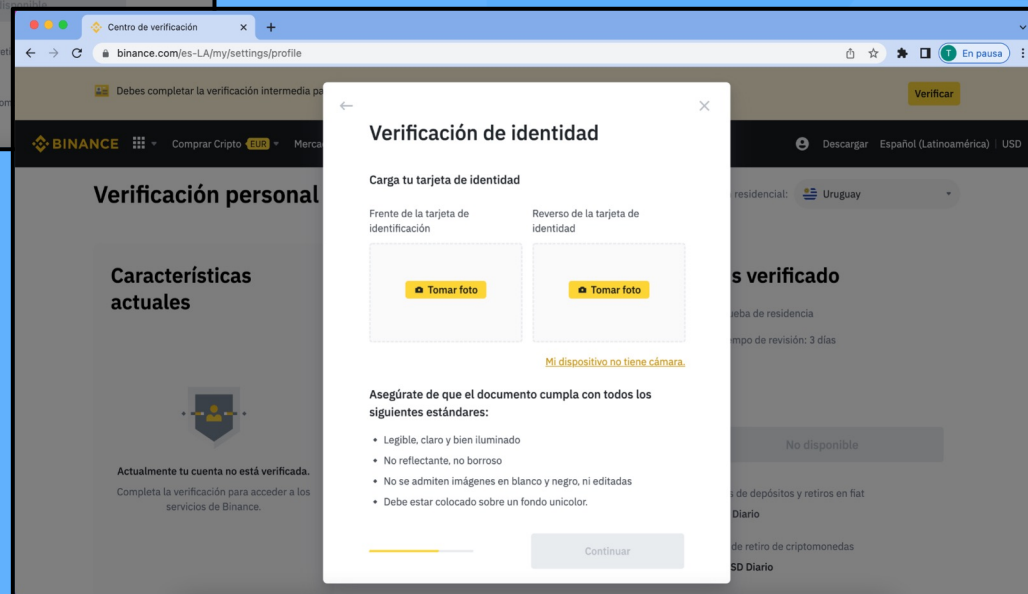 disponible
Centro de verificación
binance.com/es-LA/my/settings/profile
T En pausa
Debes completar la verificación intermedia pa
Verificar
BINANCE
Comprar Cripto EUR
Merca
Descargar
Español (Latinoamérica)
USD
Verificación personal
residencial:
Uruguay
Verificación de identidad
Carga tu tarjeta de identidad
Frente de la tarjeta de
identificación
Reverso de la tarjeta de
identidad
Tomar foto
Tomar foto
Mi dispositivo no tiene cámara.
Asegúrate de que el documento cumpla con todos los
siguientes estándares:
• Legible, claro y bien iluminado
• No reflectante, no borroso
• No se admiten imágenes en blanco y negro, ni editadas
• Debe estar colocado sobre un fondo unicolor.
Continuar
Características
actuales
Actualmente tu cuenta no está verificada.
Completa la verificación para acceder a los
servicios de Binance.
s verificado
ueba de residencia
empo de revisión: 3 días
No disponible
s de depósitos y retiros en fiat
Diario
de retiro de criptomonedas
SD Diario